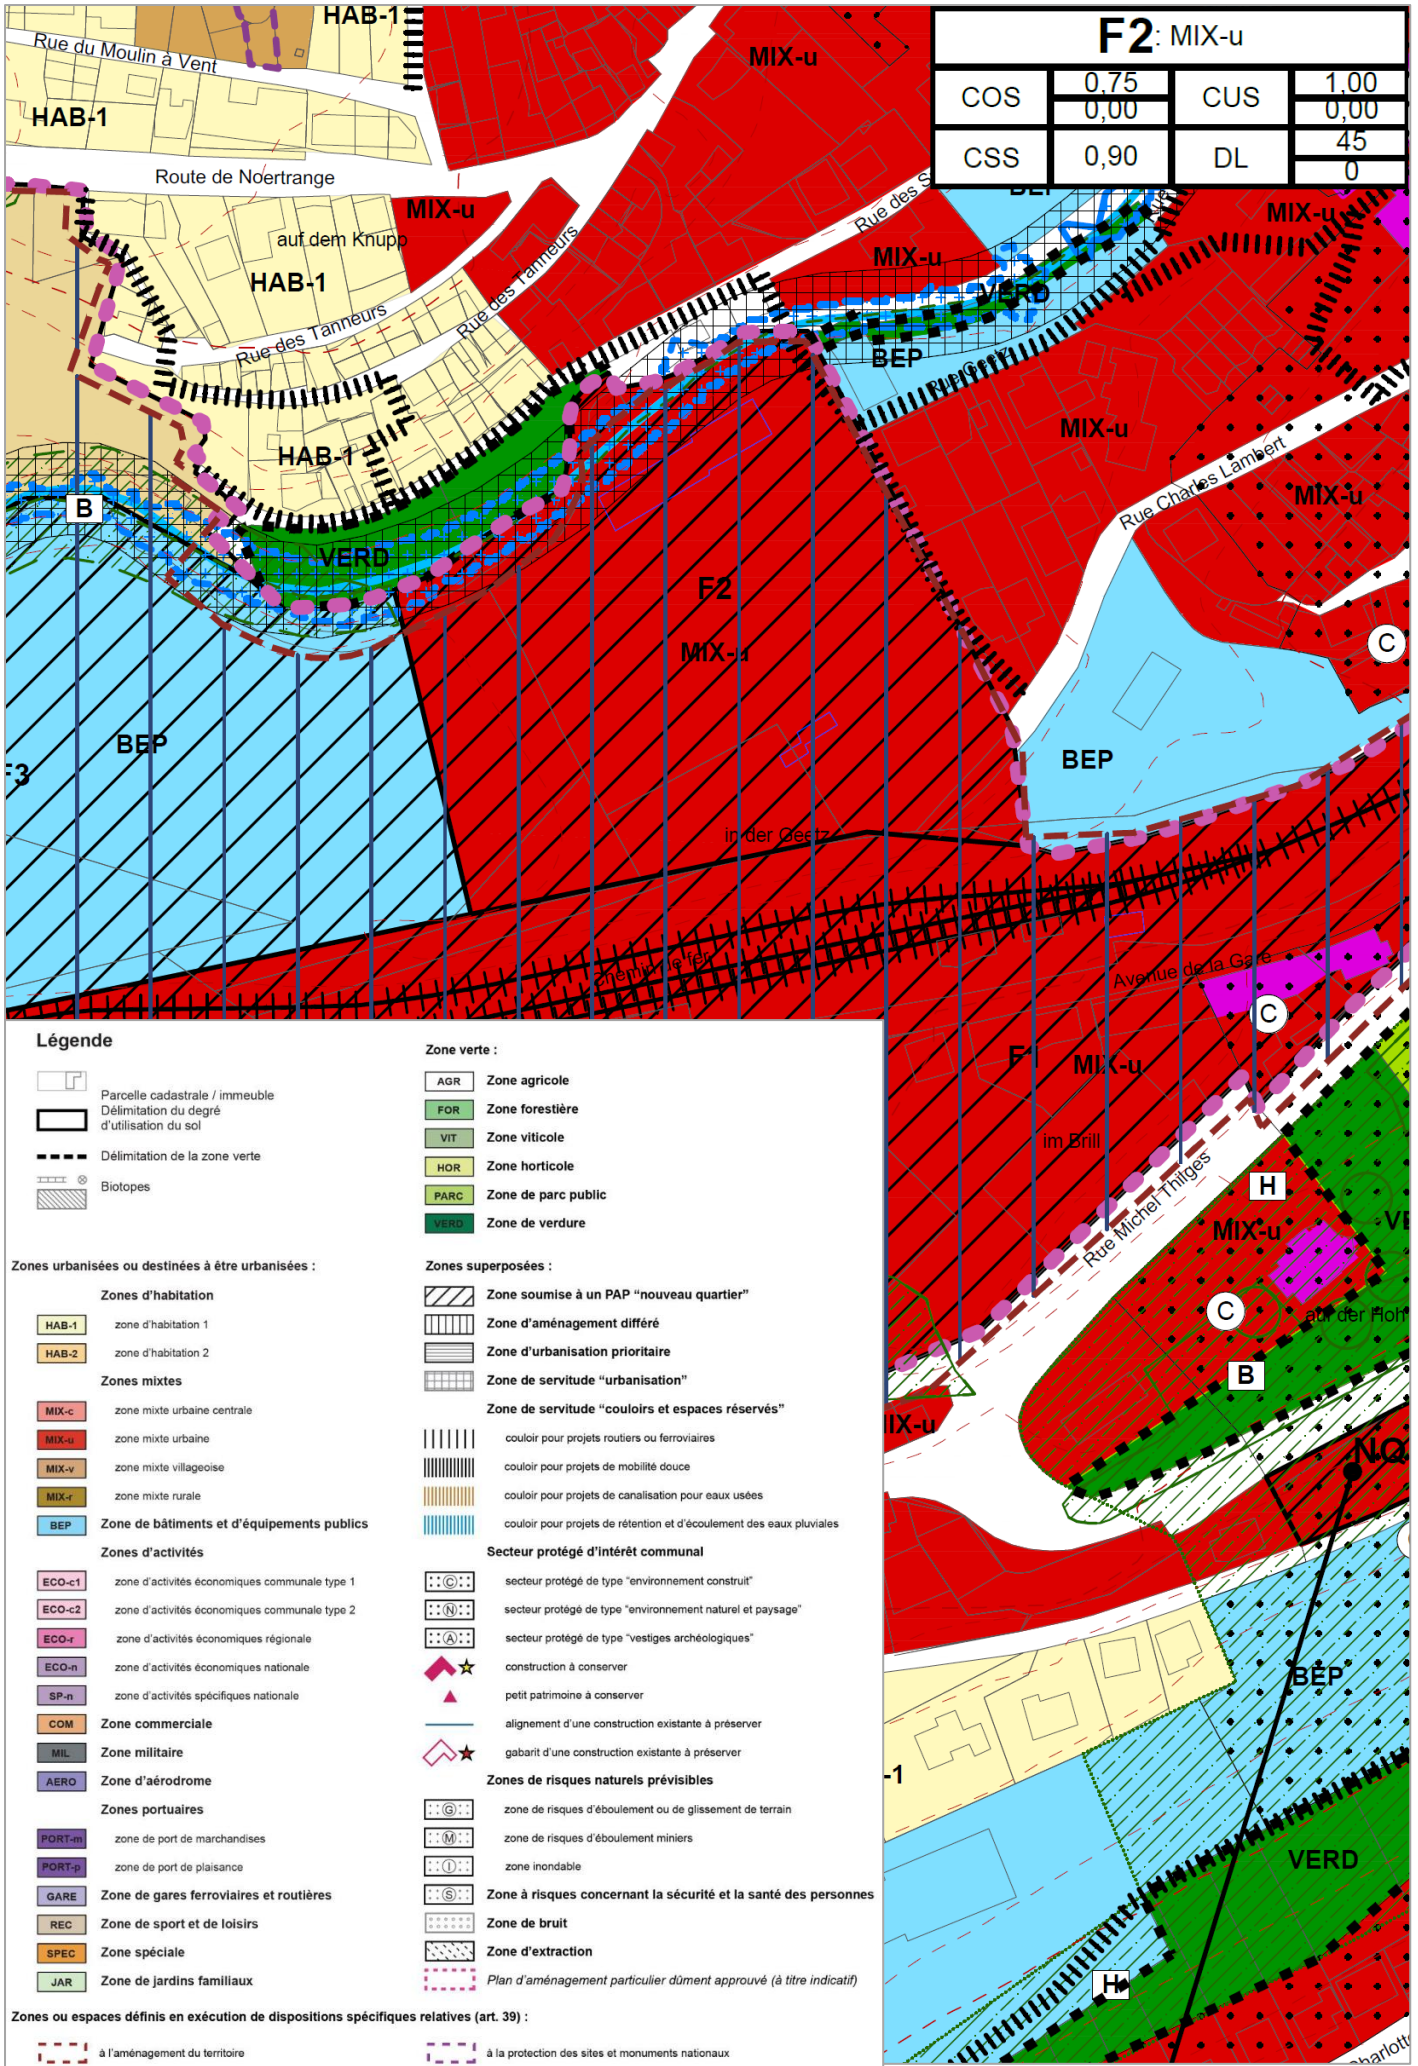 HAB-1
Rue du Moulin à Vent
HAB-1
MIX-u
F2: MIX-u
COS 0,75 CUS 1,00
0,00 0,00
CSS 0,90 DL 45
0
Route de Noertrange
MIX-u
auf dem Knupp
HAB-1
Rue des Tanneurs
Rue des Tanneurs
Rue des S
BEP
MIX-u
MIX-u
VERD
BEP
Rue Geetz
MIX-u
HAB-1
Rue Charles Lambert
MIX-u
B
VERD
F2
MIX-u
C
BEP
F3
BEP
in der Geetz
Chemin de fer
Avenue de la Gare
C
F1
MIX-u
im Brill
Rue Michel Thilges
H
MIX-u
VE
C
auf der Hoh
B
MIX-u
NQ
BEP
-1
VERD
H
harlott
Légende
Parcelle cadastrale / immeuble
Délimitation du degré
d'utilisation du sol
Délimitation de la zone verte
Biotopes
Zone verte :
AGR Zone agricole
FOR Zone forestière
VIT Zone viticole
HOR Zone horticole
PARC Zone de parc public
VERD Zone de verdure
Zones urbanisées ou destinées à être urbanisées :
Zones d'habitation
HAB-1 zone d'habitation 1
HAB-2 zone d'habitation 2
Zones mixtes
MIX-c zone mixte urbaine centrale
MIX-u zone mixte urbaine
MIX-v zone mixte villageoise
MIX-r zone mixte rurale
BEP Zone de bâtiments et d'équipements publics
Zones d'activités
ECO-c1 zone d'activités économiques communale type 1
ECO-c2 zone d'activités économiques communale type 2
ECO-r zone d'activités économiques régionale
ECO-n zone d'activités économiques nationale
SP-n zone d'activités spécifiques nationale
COM Zone commerciale
MIL Zone militaire
AERO Zone d'aérodrome
Zones portuaires
PORT-m zone de port de marchandises
PORT-p zone de port de plaisance
GARE Zone de gares ferroviaires et routières
REC Zone de sport et de loisirs
SPEC Zone spéciale
JAR Zone de jardins familiaux
Zones superposées :
Zone soumise à un PAP "nouveau quartier"
Zone d'aménagement différé
Zone d'urbanisation prioritaire
Zone de servitude "urbanisation"
Zone de servitude "couloirs et espaces réservés"
couloir pour projets routiers ou ferroviaires
couloir pour projets de mobilité douce
couloir pour projets de canalisation pour eaux usées
couloir pour projets de rétention et d'écoulement des eaux pluviales
Secteur protégé d'intérêt communal
C secteur protégé de type "environnement construit"
N secteur protégé de type "environnement naturel et paysage"
A secteur protégé de type "vestiges archéologiques"
construction à conserver
petit patrimoine à conserver
alignement d'une construction existante à préserver
gabarit d'une construction existante à préserver
Zones de risques naturels prévisibles
G zone de risques d'éboulement ou de glissement de terrain
M zone de risques d'éboulement miniers
I zone inondable
S Zone à risques concernant la sécurité et la santé des personnes
Zone de bruit
Zone d'extraction
Plan d'aménagement particulier dûment approuvé (à titre indicatif)
Zones ou espaces définis en exécution de dispositions spécifiques relatives (art. 39) :
à l'aménagement du territoire
à la protection des sites et monuments nationaux